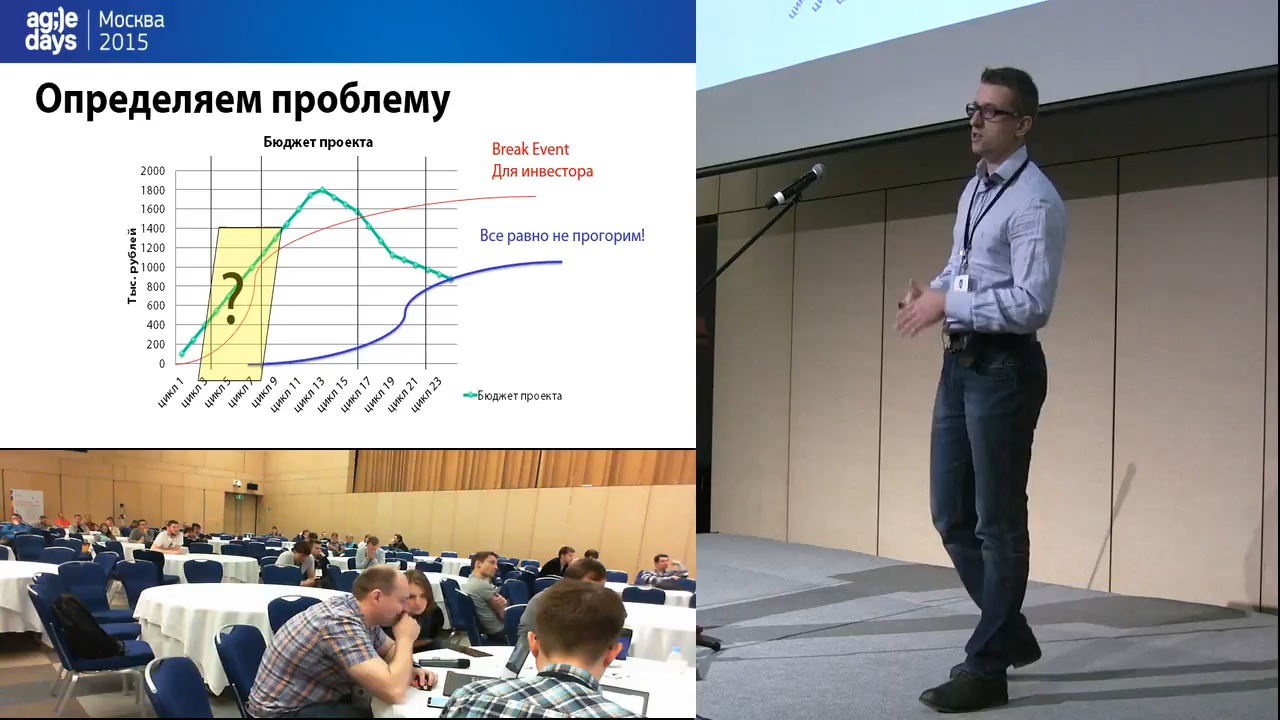 ag;)e
days
Москва
2015
Определяем проблему
Бюджет проекта
Break Event
Для инвестора
Все равно не прогорим!
Тыс. рублей
2000
1800
1600
1400
1200
1000
800
600
400
200
0
?
цикл 1
цикл 3
цикл 5
цикл 7
цикл 9
цикл 11
цикл 13
цикл 15
цикл 17
цикл 19
цикл 21
цикл 23
Бюджет проекта